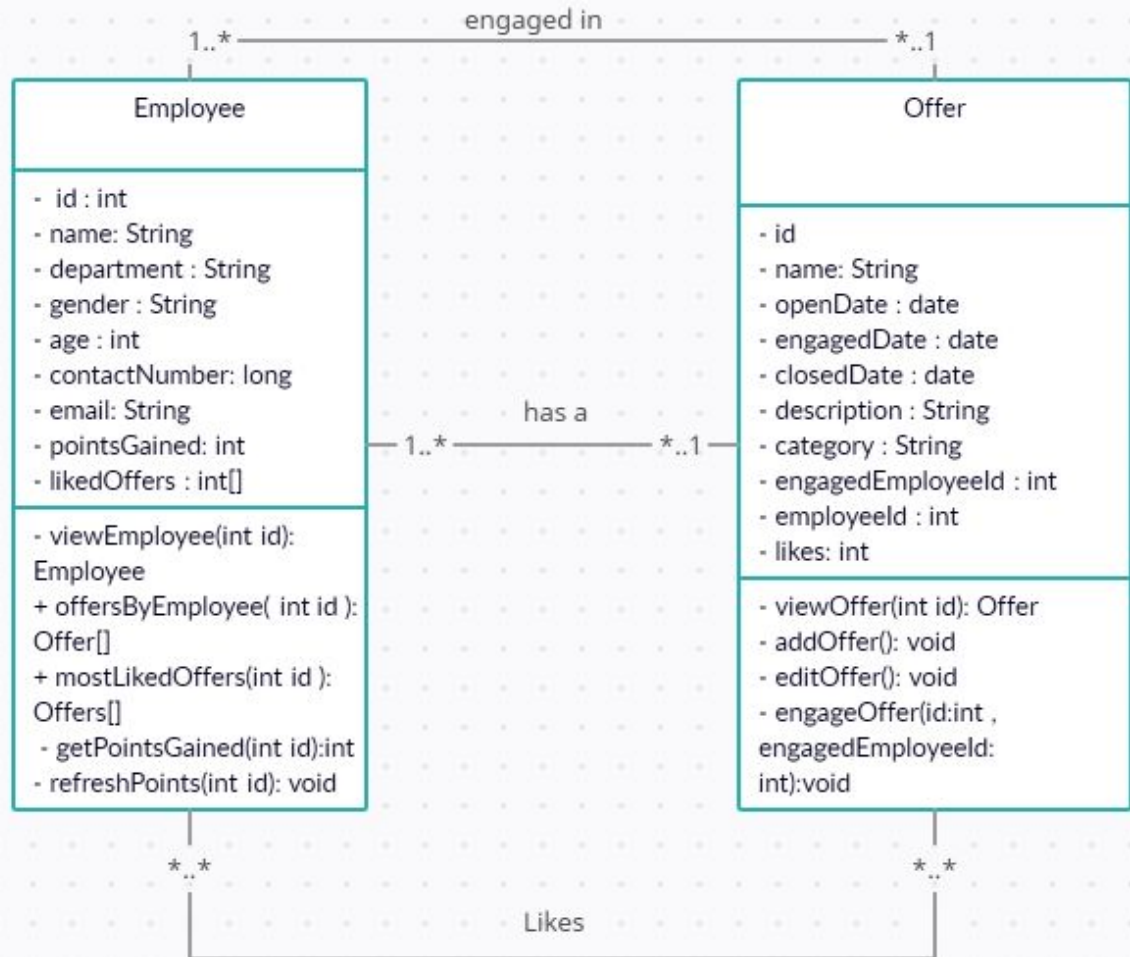 engaged in
1..*
*..1
Employee
- id : int
- name: String
- department : String
- gender : String
- age : int
- contactNumber: long
- email: String
- pointsGained: int
- likedOffers : int[]
- viewEmployee(int id):
Employee
+ offersByEmployee( int id ):
Offer[]
+ mostLikedOffers(int id ):
Offers[]
- getPointsGained(int id):int
- refreshPoints(int id): void
has a
1..*
*..1
Offer
- id
- name: String
- openDate : date
- engagedDate : date
- closedDate : date
- description : String
- category : String
- engagedEmployeeId : int
- employeeId : int
- likes: int
- viewOffer(int id): Offer
- addOffer(): void
- editOffer(): void
- engageOffer(id:int ,
engagedEmployeeId:
int):void
*..*
*..*
Likes